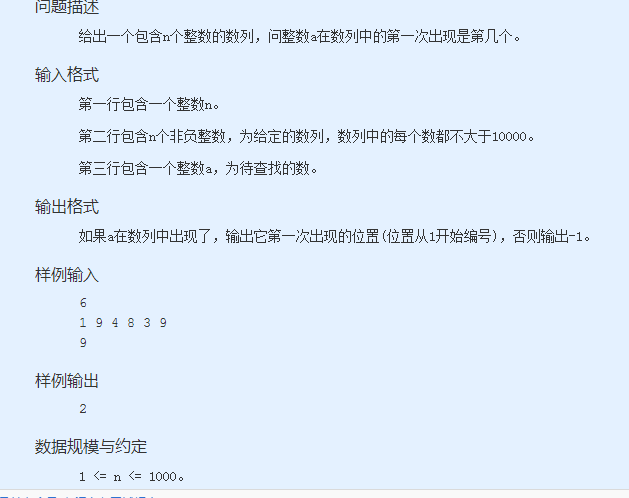 问题描述
给出一个包含n个整数的数列，问整数a在数列中的第一次出现是第几个。
输入格式
第一行包含一个整数n。
第二行包含n个非负整数，为给定的数列，数列中的每个数都不大于10000。
第三行包含一个整数a，为待查找的数。
输出格式
如果a在数列中出现了，输出它第一次出现的位置(位置从1开始编号)，否则输出-1。
样例输入
6
1 9 4 8 3 9
9
样例输出
2
数据规模与约定
1 <= n <= 1000。